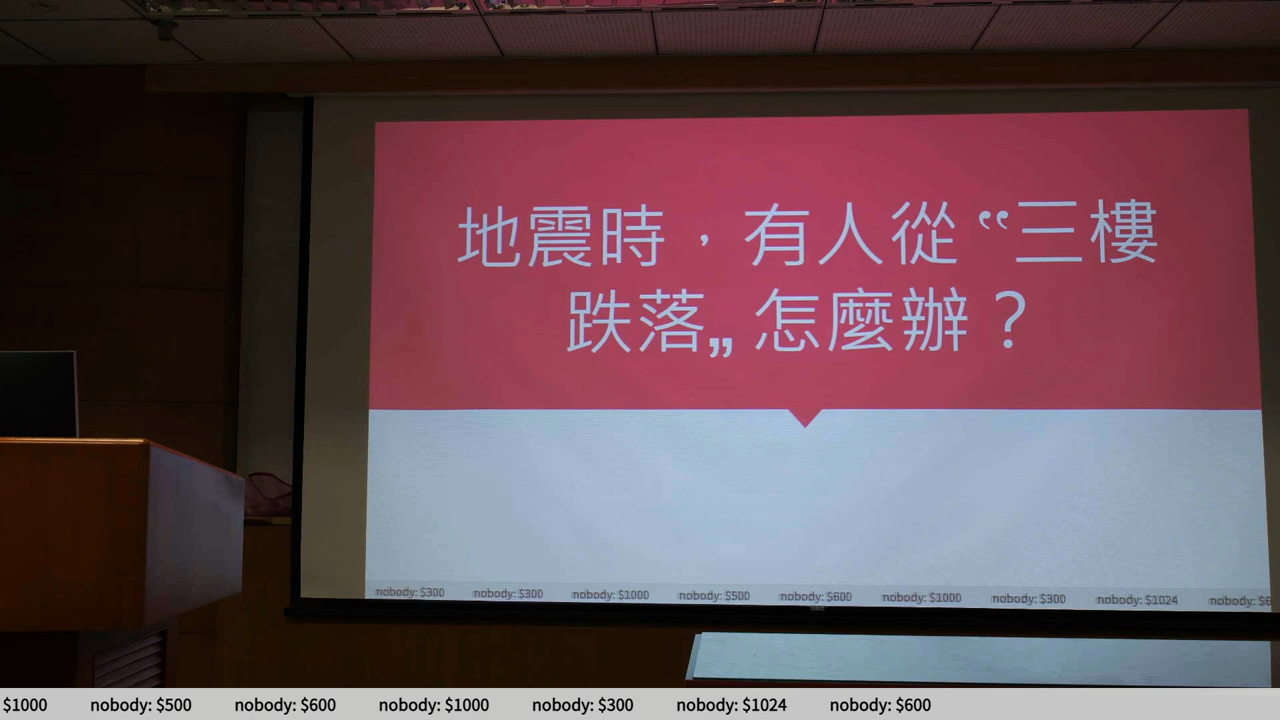 地震時，有人從“三樓
跌落„怎麼辦？
nobody: $300 nobody: $300 nobody: $1000 nobody: $500 nobody: $600 nobody: $1000 nobody: $300 nobody: $1024 nobody: $6
$1000 nobody: $500 nobody: $600 nobody: $1000 nobody: $300 nobody: $1024 nobody: $600